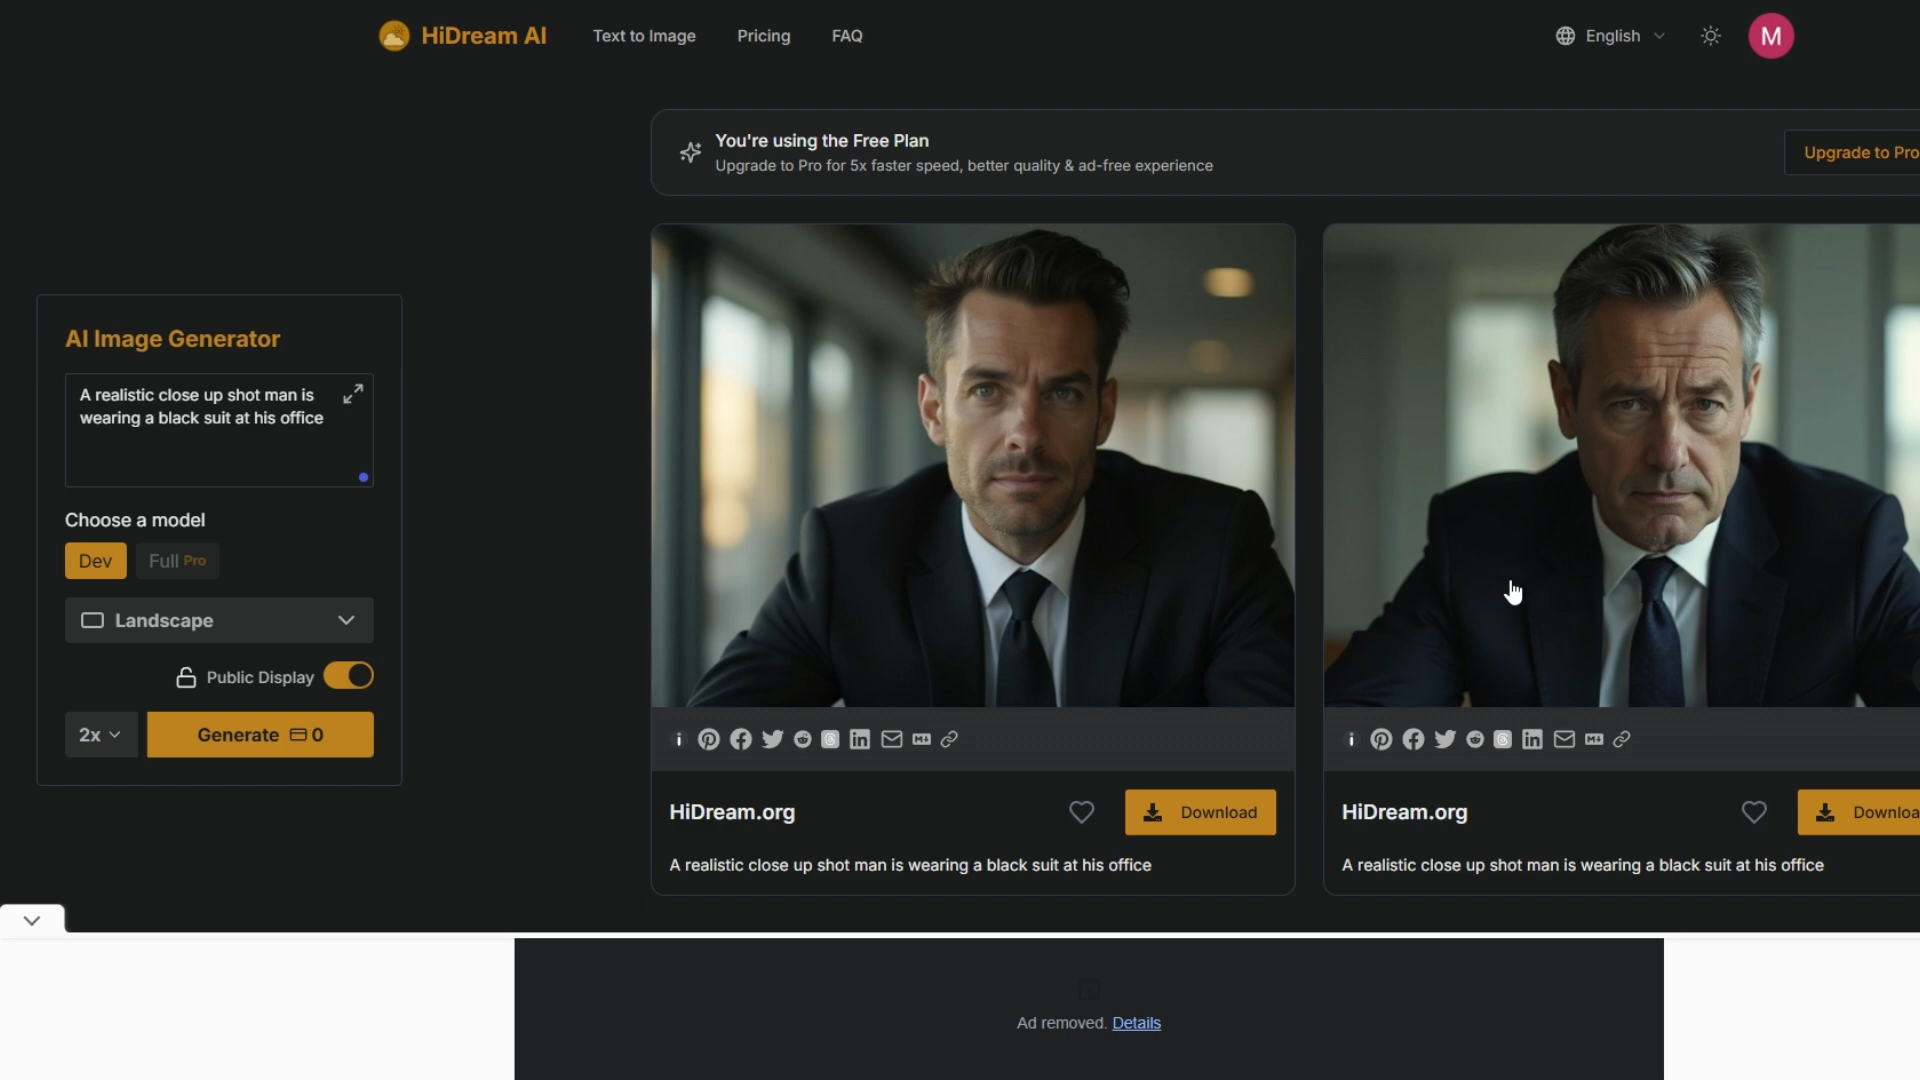 HiDream AI
Text to Image
Pricing
FAQ
English
M
You're using the Free Plan
Upgrade to Pro for 5x faster speed, better quality & ad-free experience
Upgrade to Pro
AI Image Generator
A realistic close up shot man is
wearing a black suit at his office
Choose a model
Dev
Full Pro
Landscape
Public Display
2x
Generate 0
HiDream.org
Download
A realistic close up shot man is wearing a black suit at his office
HiDream.org
Downloa
A realistic close up shot man is wearing a black suit at his office
Ad removed. Details